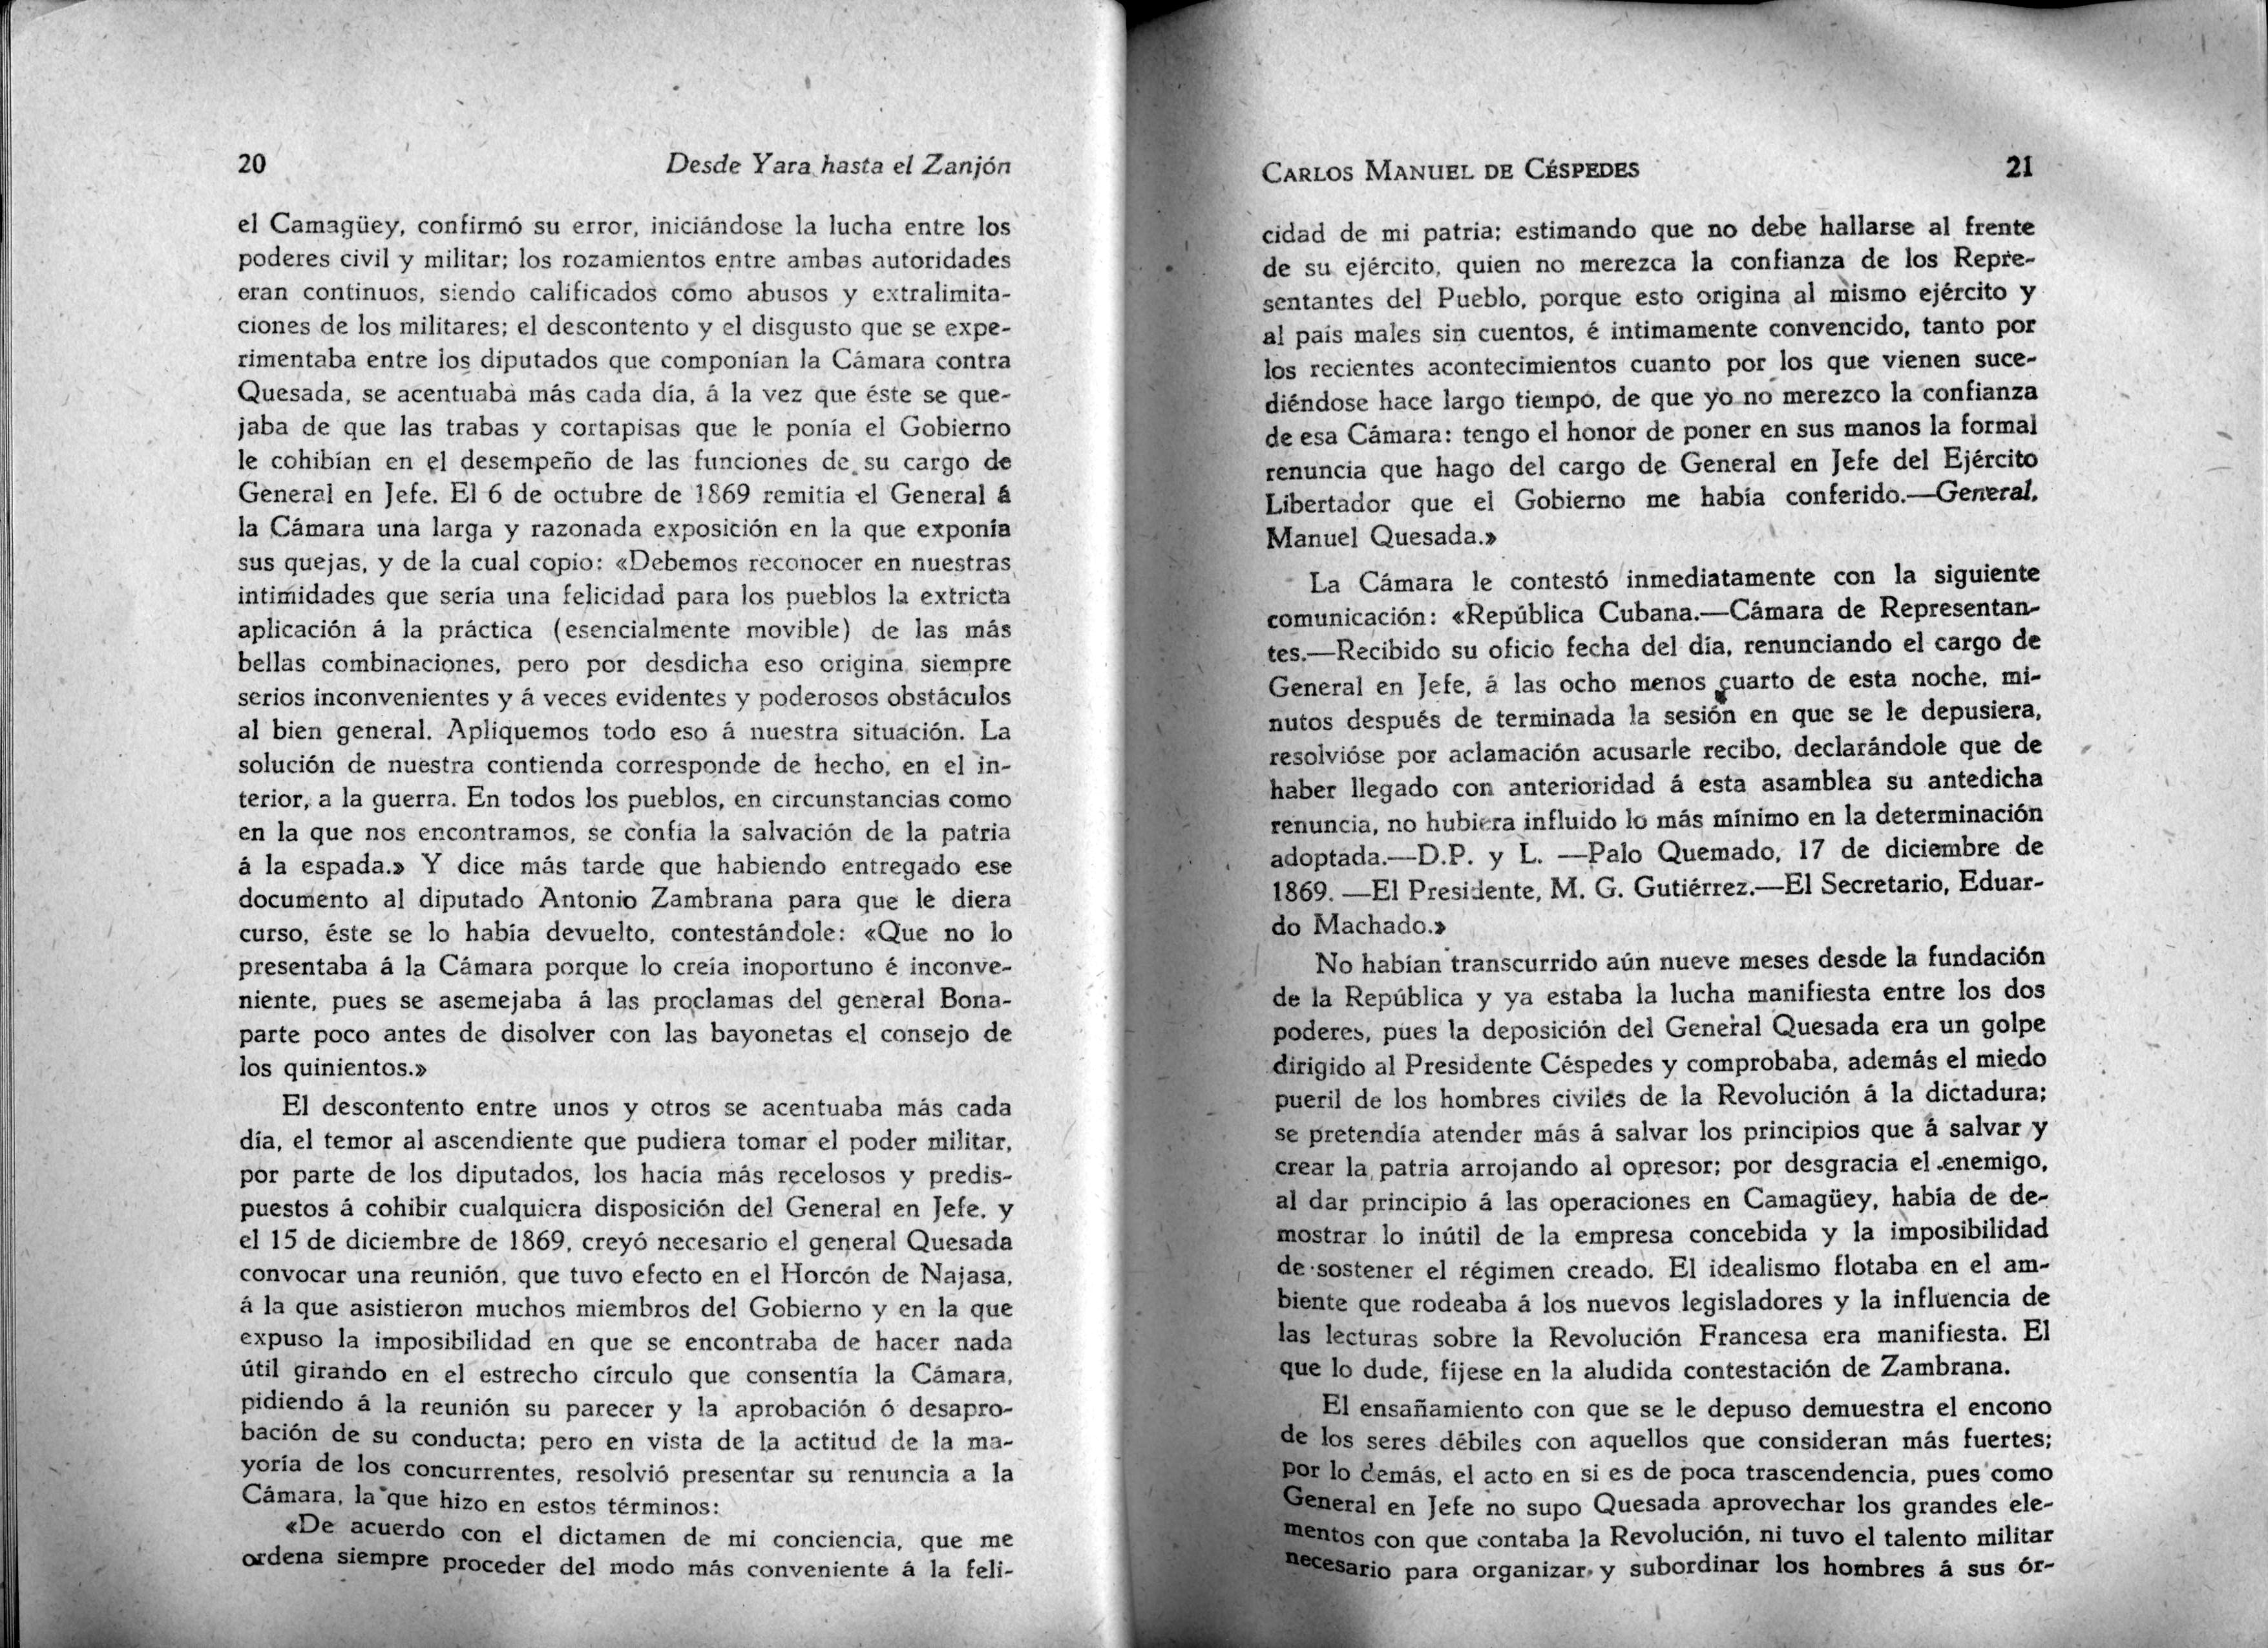 20 Desde Yara hasta el Zanjón
el Camagüey, confirmó su error, iniciándose la lucha entre los
poderes civil y militar; los rozamientos entre ambas autoridades
eran continuos, siendo calificados como abusos y extralimita-
ciones de los militares; el descontento y el disgusto que se expe-
rimentaba entre los diputados que componían la Cámara contra
Quesada, se acentuaba más cada día, á la vez que éste se que-
jaba de que las trabas y cortapisas que le ponía el Gobierno
le cohibían en el desempeño de las funciones de su cargo de
General en Jefe. El 6 de octubre de 1869 remitía el General á
la Cámara una larga y razonada exposición en la que exponía
sus quejas, y de la cual copio: «Debemos reconocer en nuestras
intimidades que sería una felicidad para los pueblos la extricta
aplicación á la práctica (esencialmente movible) de las más
bellas combinaciones, pero por desdicha eso origina siempre
serios inconvenientes y á veces evidentes y poderosos obstáculos
al bien general. Apliquemos todo eso á nuestra situación. La
solución de nuestra contienda corresponde de hecho, en el in-
terior, a la guerra. En todos los pueblos, en circunstancias como
en la que nos encontramos, se confía la salvación de la patria
á la espada.» Y dice más tarde que habiendo entregado ese
documento al diputado Antonio Zambrana para que le diera
curso, éste se lo había devuelto, contestándole: «Que no lo
presentaba á la Cámara porque lo creía inoportuno é inconve-
niente, pues se asemejaba á las proclamas del general Bona-
parte poco antes de disolver con las bayonetas el consejo de
los quinientos.»
El descontento entre unos y otros se acentuaba más cada
día, el temor al ascendiente que pudiera tomar el poder militar,
por parte de los diputados, los hacía más recelosos y predis-
puestos á cohibir cualquiera disposición del General en Jefe, y
el 15 de diciembre de 1869, creyó necesario el general Quesada
convocar una reunión, que tuvo efecto en el Horcón de Najasa,
á la que asistieron muchos miembros del Gobierno y en la que
expuso la imposibilidad en que se encontraba de hacer nada
útil girando en el estrecho círculo que consentía la Cámara,
pidiendo á la reunión su parecer y la aprobación ó desapro-
bación de su conducta; pero en vista de la actitud de la ma-
yoría de los concurrentes, resolvió presentar su renuncia a la
Cámara, la que hizo en estos términos:
«De acuerdo con el dictamen de mi conciencia, que me
ordena siempre proceder del modo más conveniente á la feli-
CARLOS MANUEL DE CÉSPEDES 21
cidad de mi patria; estimando que no debe hallarse al frente
de su ejército, quien no merezca la confianza de los Repre-
sentantes del Pueblo, porque esto origina al mismo ejército y
al país males sin cuentos, é intimamente convencido, tanto por
los recientes acontecimientos cuanto por los que vienen suce-
diéndose hace largo tiempo, de que yo no merezco la confianza
de esa Cámara: tengo el honor de poner en sus manos la formal
renuncia que hago del cargo de General en Jefe del Ejército
Libertador que el Gobierno me había conferido.—General,
Manuel Quesada.»
La Cámara le contestó inmediatamente con la siguiente
comunicación: «República Cubana.—Cámara de Representan-
tes.—Recibido su oficio fecha del día, renunciando el cargo de
General en Jefe, á las ocho menos cuarto de esta noche, mi-
nutos después de terminada la sesión en que se le depusiera,
resolvióse por aclamación acusarle recibo, declarándole que de
haber llegado con anterioridad á esta asamblea su antedicha
renuncia, no hubiera influido lo más mínimo en la determinación
adoptada.—D.P. y L. —Palo Quemado, 17 de diciembre de
1869. —El Presidente, M. G. Gutiérrez.—El Secretario, Eduar-
do Machado.»
No habían transcurrido aún nueve meses desde la fundación
de la República y ya estaba la lucha manifiesta entre los dos
poderes, pues la deposición del General Quesada era un golpe
dirigido al Presidente Céspedes y comprobaba, además el miedo
pueril de los hombres civiles de la Revolución á la dictadura;
se pretendía atender más á salvar los principios que á salvar y
crear la patria arrojando al opresor; por desgracia el enemigo,
al dar principio á las operaciones en Camagüey, había de de-
mostrar lo inútil de la empresa concebida y la imposibilidad
de sostener el régimen creado. El idealismo flotaba en el am-
biente que rodeaba á los nuevos legisladores y la influencia de
las lecturas sobre la Revolución Francesa era manifiesta. El
que lo dude, fíjese en la aludida contestación de Zambrana.
El ensañamiento con que se le depuso demuestra el encono
de los seres débiles con aquellos que consideran más fuertes;
por lo demás, el acto en si es de poca trascendencia, pues como
General en Jefe no supo Quesada aprovechar los grandes ele-
mentos con que contaba la Revolución, ni tuvo el talento militar
necesario para organizar y subordinar los hombres á sus ór-